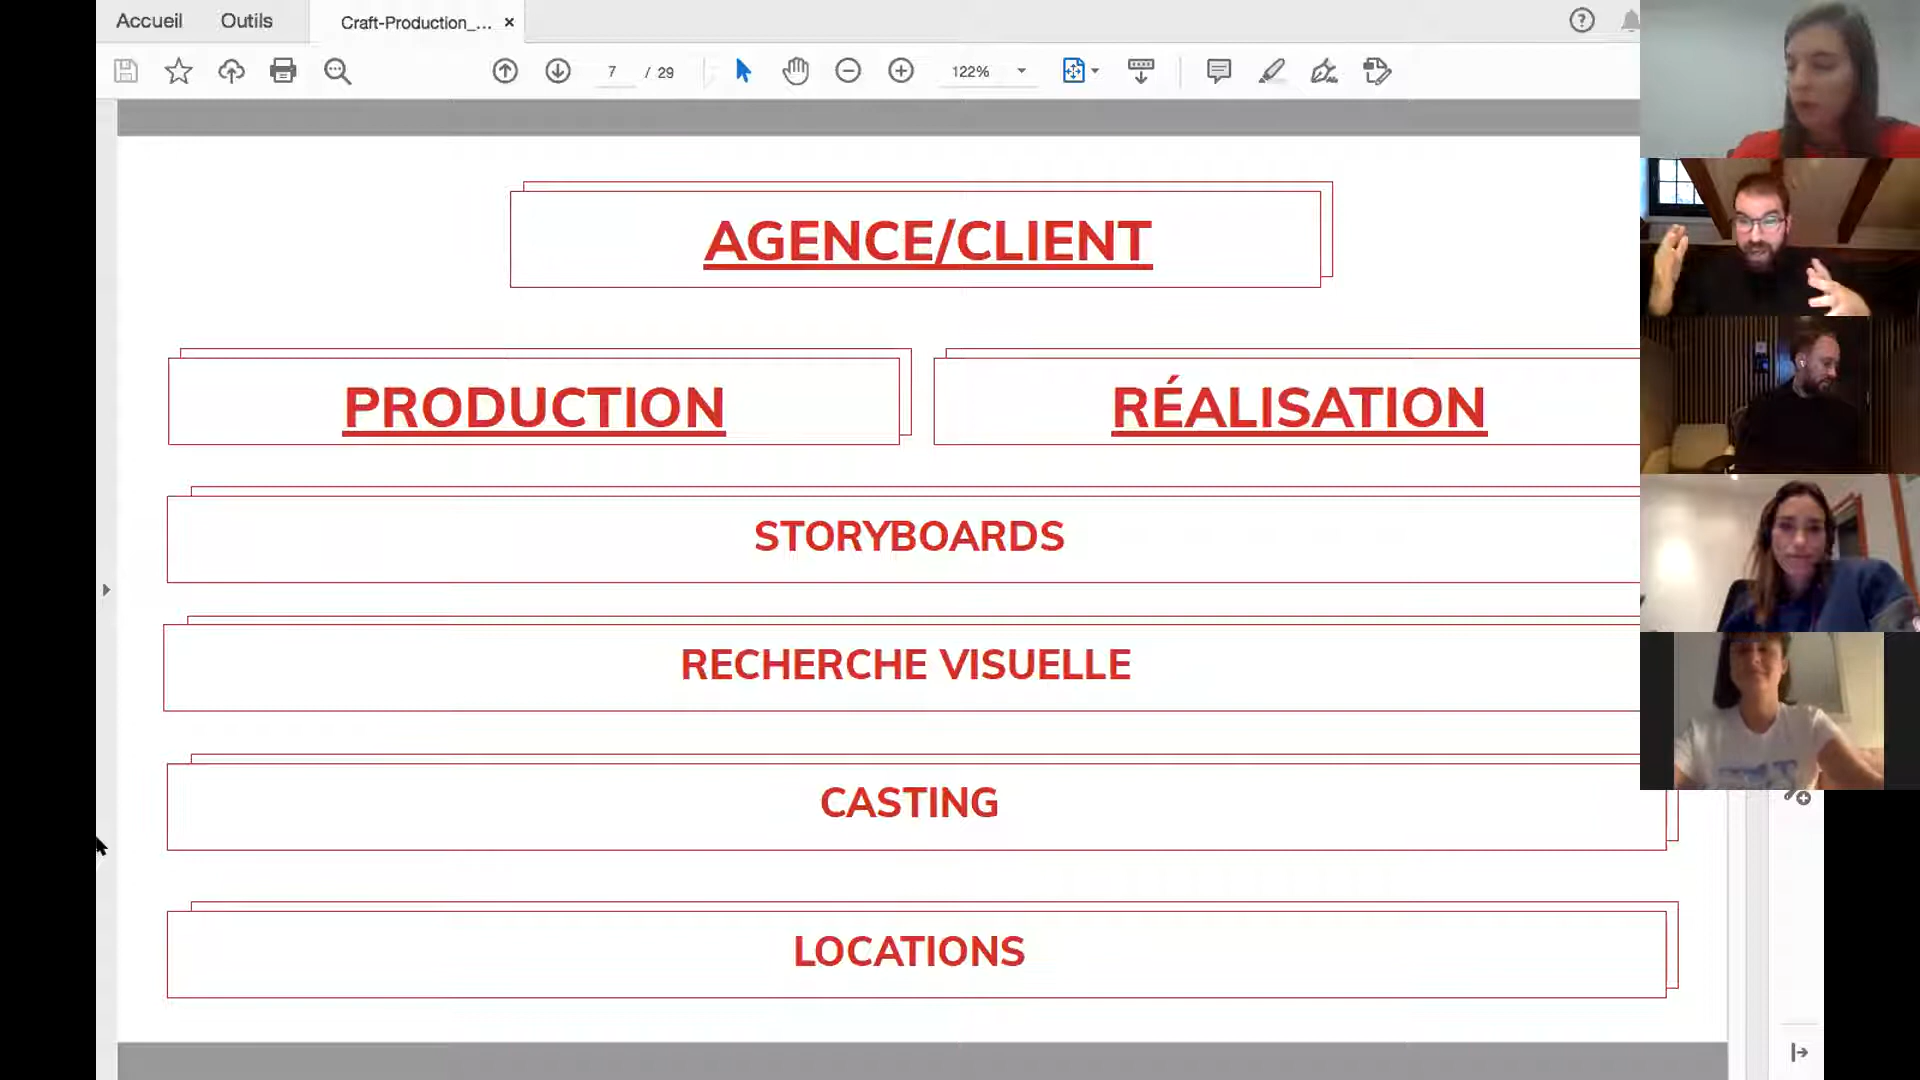 Accueil
Outils
Craft-Production_...
7 / 29
122%
AGENCE/CLIENT
PRODUCTION
RÉALISATION
STORYBOARDS
RECHERCHE VISUELLE
CASTING
LOCATIONS